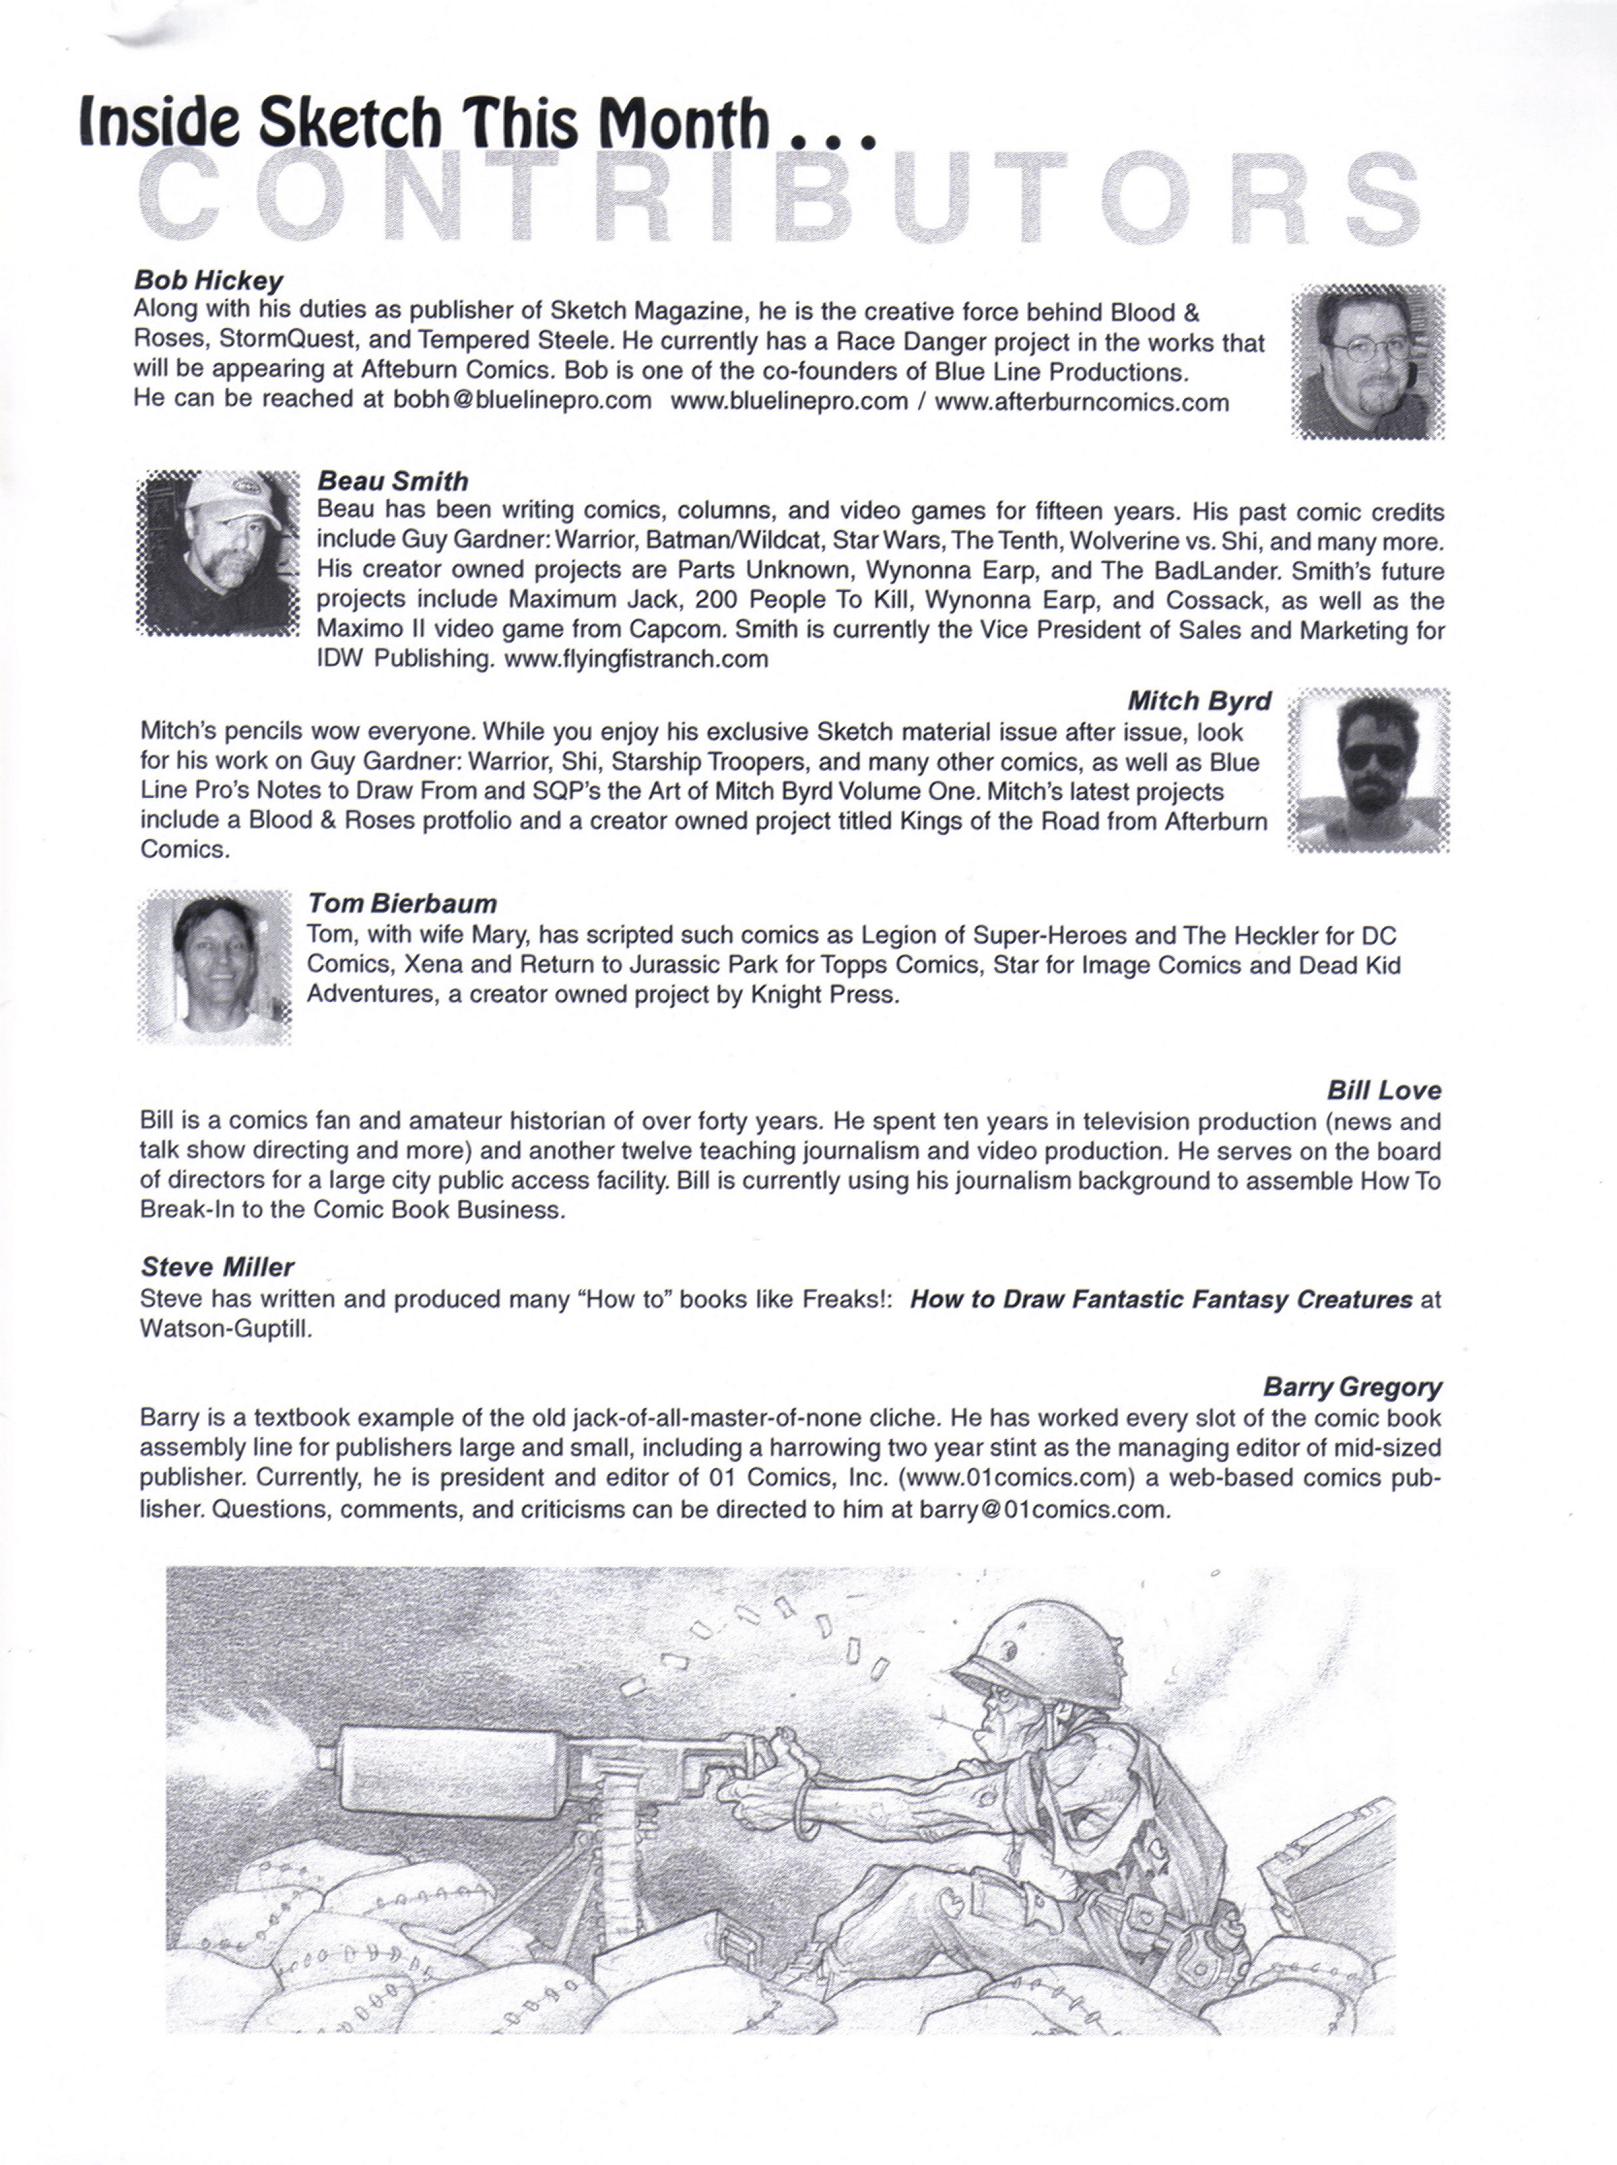 Inside Sketch This Month . . .
CONTRIBUTORS
Bob Hickey
Along with his duties as publisher of Sketch Magazine, he is the creative force behind Blood &
Roses, StormQuest, and Tempered Steele. He currently has a Race Danger project in the works that
will be appearing at Afteburn Comics. Bob is one of the co-founders of Blue Line Productions.
He can be reached at bobh@bluelinepro.com www.bluelinepro.com / www.afterburncomics.com
Beau Smith
Beau has been writing comics, columns, and video games for fifteen years. His past comic credits
include Guy Gardner: Warrior, Batman/Wildcat, Star Wars, The Tenth, Wolverine vs. Shi, and many more.
His creator owned projects are Parts Unknown, Wynonna Earp, and The BadLander. Smith's future
projects include Maximum Jack, 200 People To Kill, Wynonna Earp, and Cossack, as well as the
Maximo II video game from Capcom. Smith is currently the Vice President of Sales and Marketing for
IDW Publishing. www.flyingfistranch.com
Mitch Byrd
Mitch's pencils wow everyone. While you enjoy his exclusive Sketch material issue after issue, look
for his work on Guy Gardner: Warrior, Shi, Starship Troopers, and many other comics, as well as Blue
Line Pro's Notes to Draw From and SQP's the Art of Mitch Byrd Volume One. Mitch's latest projects
include a Blood & Roses protfolio and a creator owned project titled Kings of the Road from Afterburn
Comics.
Tom Bierbaum
Tom, with wife Mary, has scripted such comics as Legion of Super-Heroes and The Heckler for DC
Comics, Xena and Return to Jurassic Park for Topps Comics, Star for Image Comics and Dead Kid
Adventures, a creator owned project by Knight Press.
Bill Love
Bill is a comics fan and amateur historian of over forty years. He spent ten years in television production (news and
talk show directing and more) and another twelve teaching journalism and video production. He serves on the board
of directors for a large city public access facility. Bill is currently using his journalism background to assemble How To
Break-In to the Comic Book Business.
Steve Miller
Steve has written and produced many “How to” books like Freaks!: How to Draw Fantastic Fantasy Creatures at
Watson-Guptill.
Barry Gregory
Barry is a textbook example of the old jack-of-all-master-of-none cliche. He has worked every slot of the comic book
assembly line for publishers large and small, including a harrowing two year stint as the managing editor of mid-sized
publisher. Currently, he is president and editor of 01 Comics, Inc. (www.01comics.com) a web-based comics pub-
lisher. Questions, comments, and criticisms can be directed to him at barry@01comics.com.